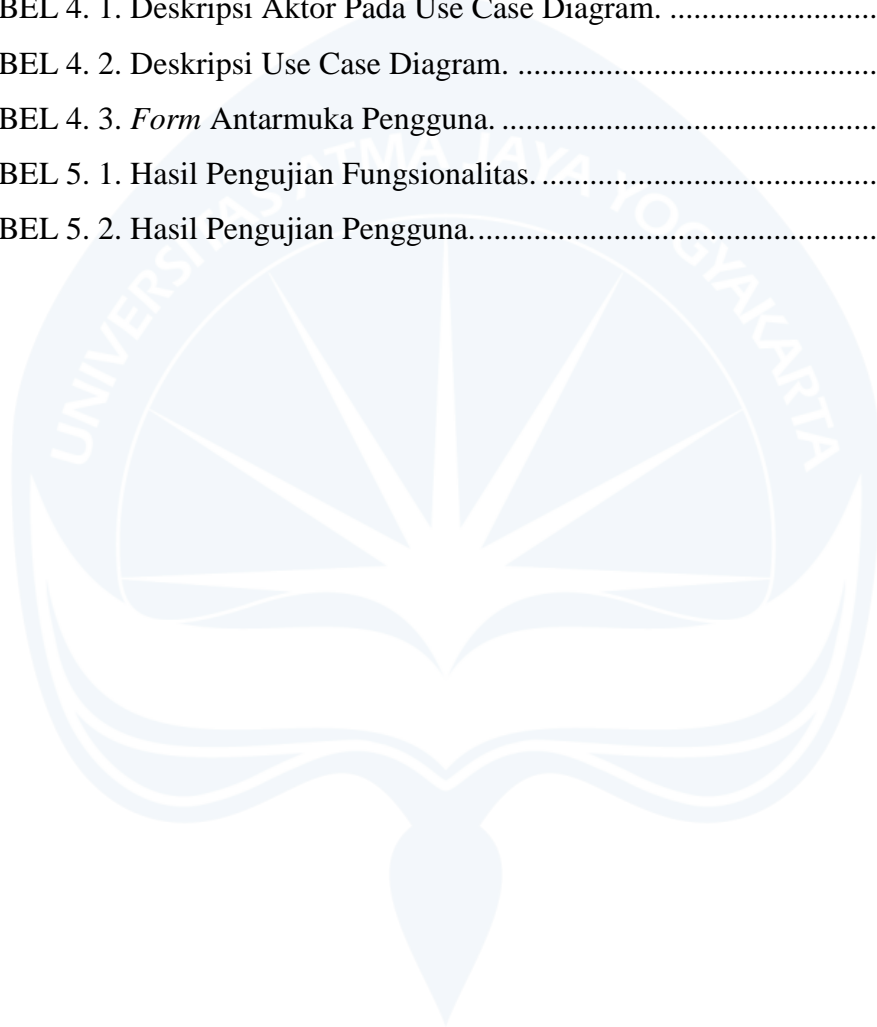 BEL 4. 1. Deskripsi Aktor Pada Use Case Diagram. ..........................
BEL 4. 2. Deskripsi Use Case Diagram. .............................................
BEL 4. 3. Form Antarmuka Pengguna. ...............................................
BEL 5. 1. Hasil Pengujian Fungsionalitas. ..........................................
BEL 5. 2. Hasil Pengujian Pengguna...................................................
UNIVERSITAS ATMA JAYA YOGYAKARTA